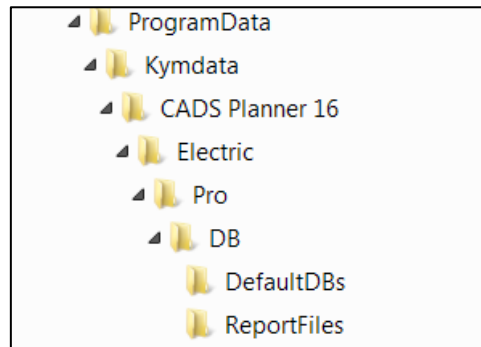 ProgramData
Kymdata
CADS Planner 16
Electric
Pro
DB
DefaultDBs
ReportFiles